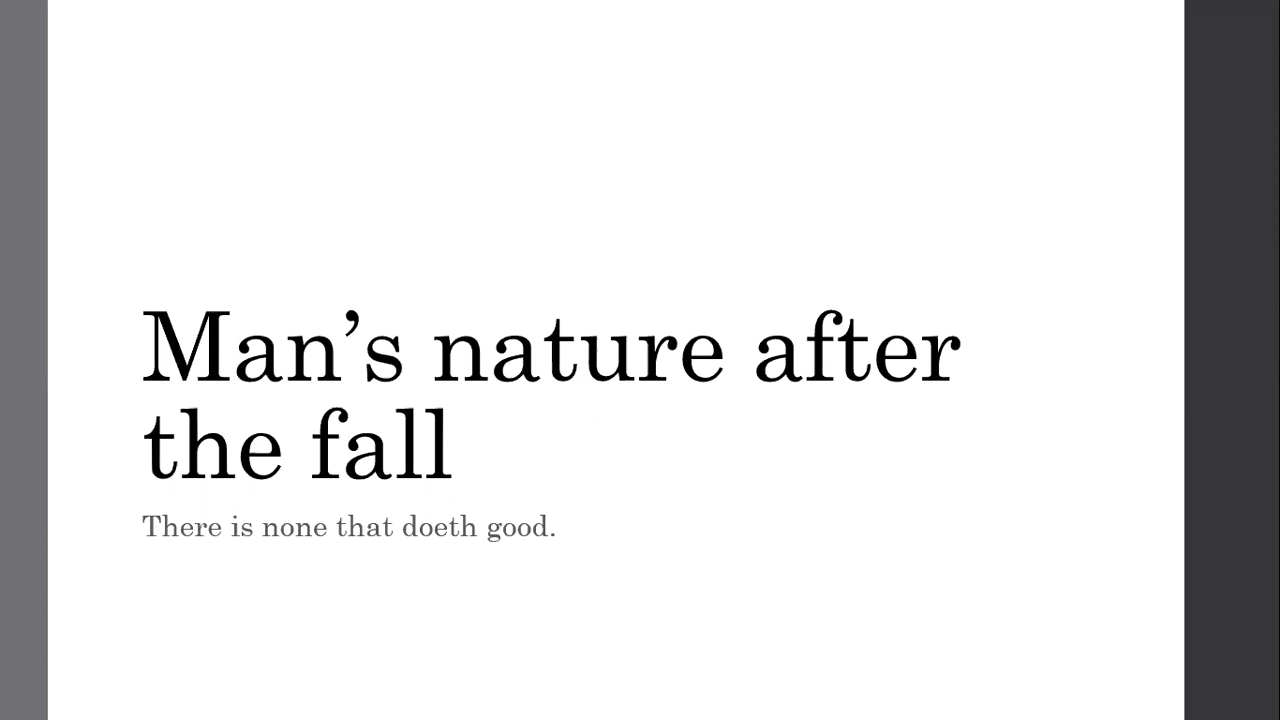 Man’s nature after
the fall
There is none that doeth good.